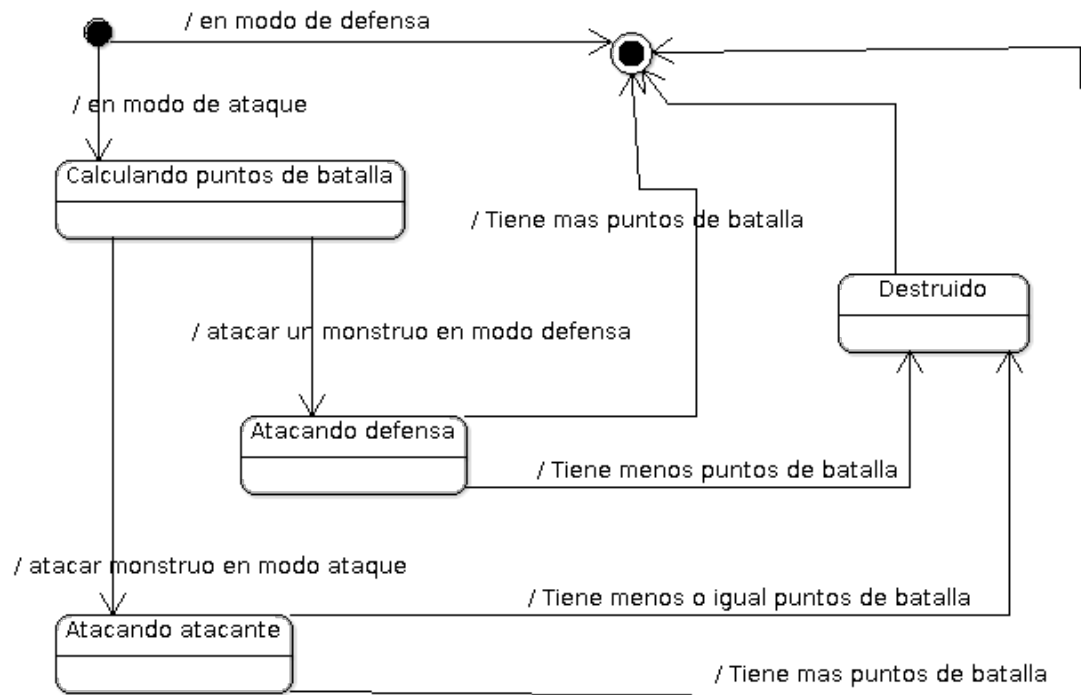 / en modo de defensa
/ en modo de ataque
Calculando puntos de batalla
/ Tiene mas puntos de batalla
Destruido
/ atacar un monstruo en modo defensa
Atacando defensa
/ Tiene menos puntos de batalla
/ atacar monstruo en modo ataque
/ Tiene menos o igual puntos de batalla
Atacando atacante
/ Tiene mas puntos de batalla